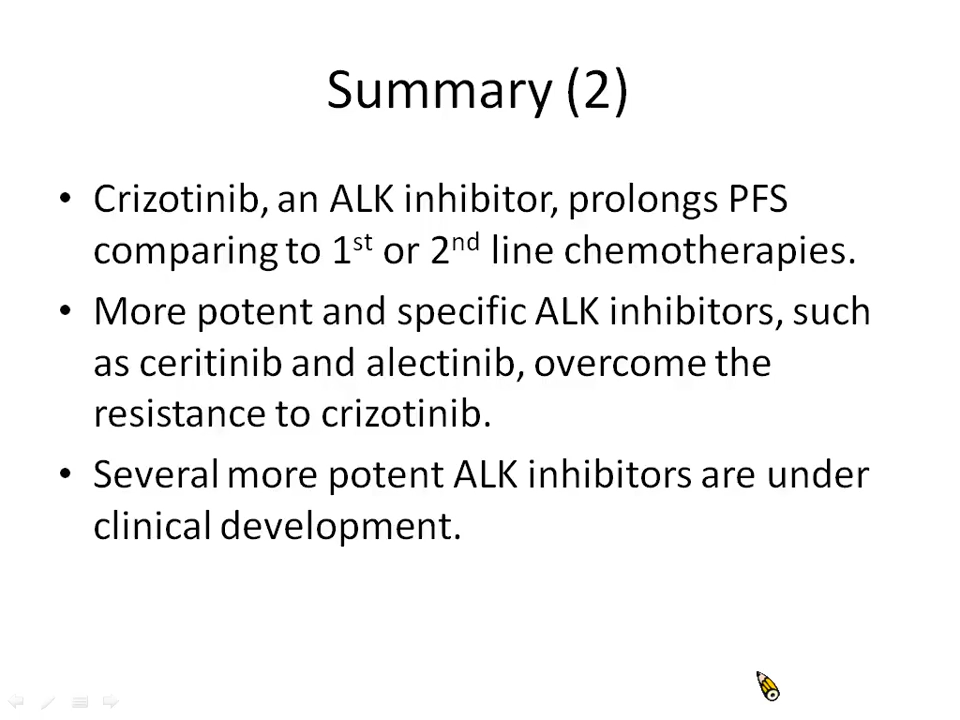 Summary (2)
• Crizotinib, an ALK inhibitor, prolongs PFS
comparing to 1st or 2nd line chemotherapies.
• More potent and specific ALK inhibitors, such
as ceritinib and alectinib, overcome the
resistance to crizotinib.
• Several more potent ALK inhibitors are under
clinical development.